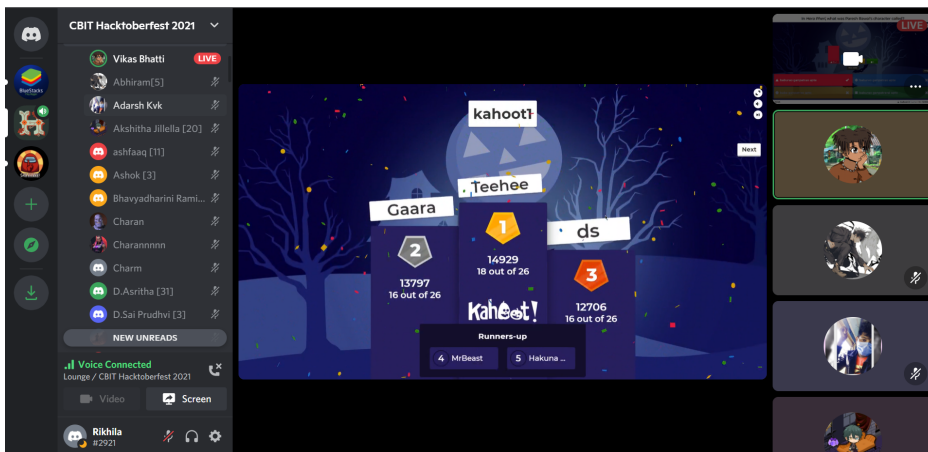 CBIT Hacktoberfest 2021
Vikas Bhatti
LIVE
Abhiram[5]
Adarsh Kvk
Akshitha Jillella [20]
ashfaaq [11]
Ashok [3]
Bhavyadharini Rami...
Charan
Charannnnn
Charm
D.Asritha [31]
D.Sai Prudhvi [3]
NEW UNREADS
Voice Connected
Lounge / CBIT Hacktoberfest 2021
Video
Screen
Rikhila
#2921
BlueStacks
kahoot1
Next
Teehee
Gaara
ds
1
14929
18 out of 26
2
13797
16 out of 26
3
12706
16 out of 26
Kahoot!
Runners-up
4 MrBeast
5 Hakuna ...
LIVE